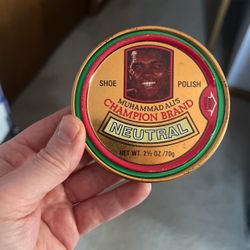 SHOE POLISH
MUHAMMAD ALI'S
CHAMPION BRAND
NEUTRAL
NET WT. 2½ OZ/70g